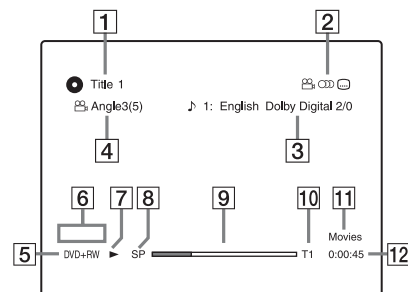 1 2
Title 1
Angle3(5) ♪ 1: English Dolby Digital 2/0
4 3
6 7 8 9 10 11
Movies
5 DVD+RW ► SP T1 0:00:45 12